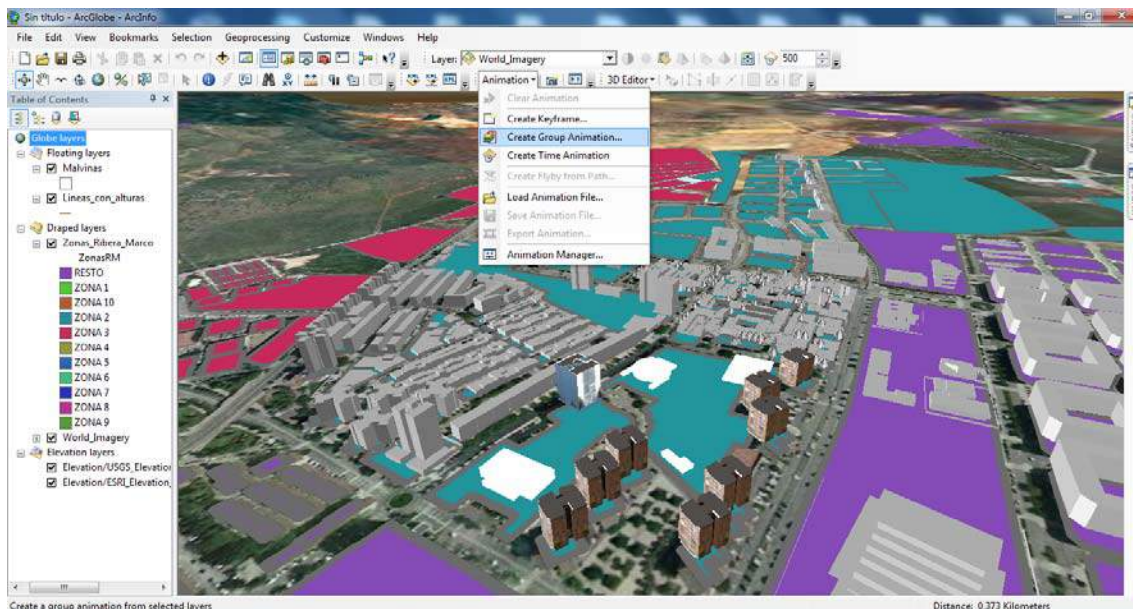 Sin título - ArcGlobe - ArcInfo
File Edit View Bookmarks Selection Geoprocessing Customize Windows Help
Layer: World_Imagery 500
Animation 3D Editor
Table of Contents
Globe layers
Floating layers
Malvinas
Lineas_con_alturas
Draped layers
Zonas_Ribera_Marco
ZonasRM
RESTO
ZONA 1
ZONA 10
ZONA 2
ZONA 3
ZONA 4
ZONA 5
ZONA 6
ZONA 7
ZONA 8
ZONA 9
World_Imagery
Elevation layers
Elevation/USGS_Elevation
Elevation/ESRI_Elevation_
Clear Animation
Create Keyframe...
Create Group Animation...
Create Time Animation
Create Flyby from Path...
Load Animation File...
Save Animation File...
Export Animation...
Animation Manager...
Create a group animation from selected layers
Distance: 0,373 Kilometers